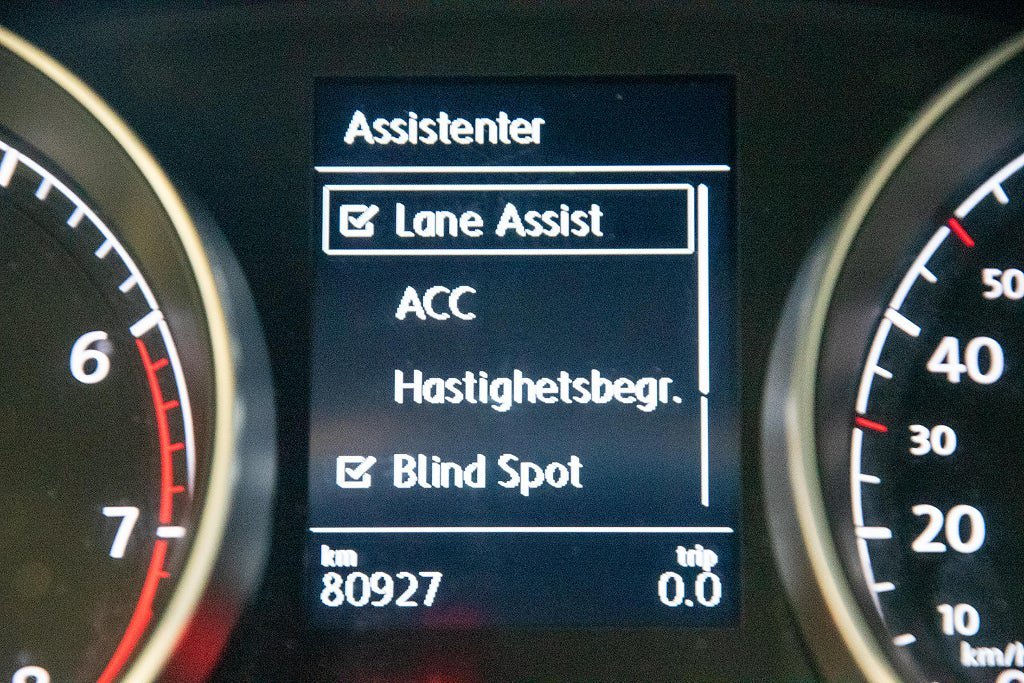 Assistenter
Lane Assist
ACC
Hastighetsbegr.
Blind Spot
km trip
80927 0.0
6
7
50
40
30
20
10
km/h